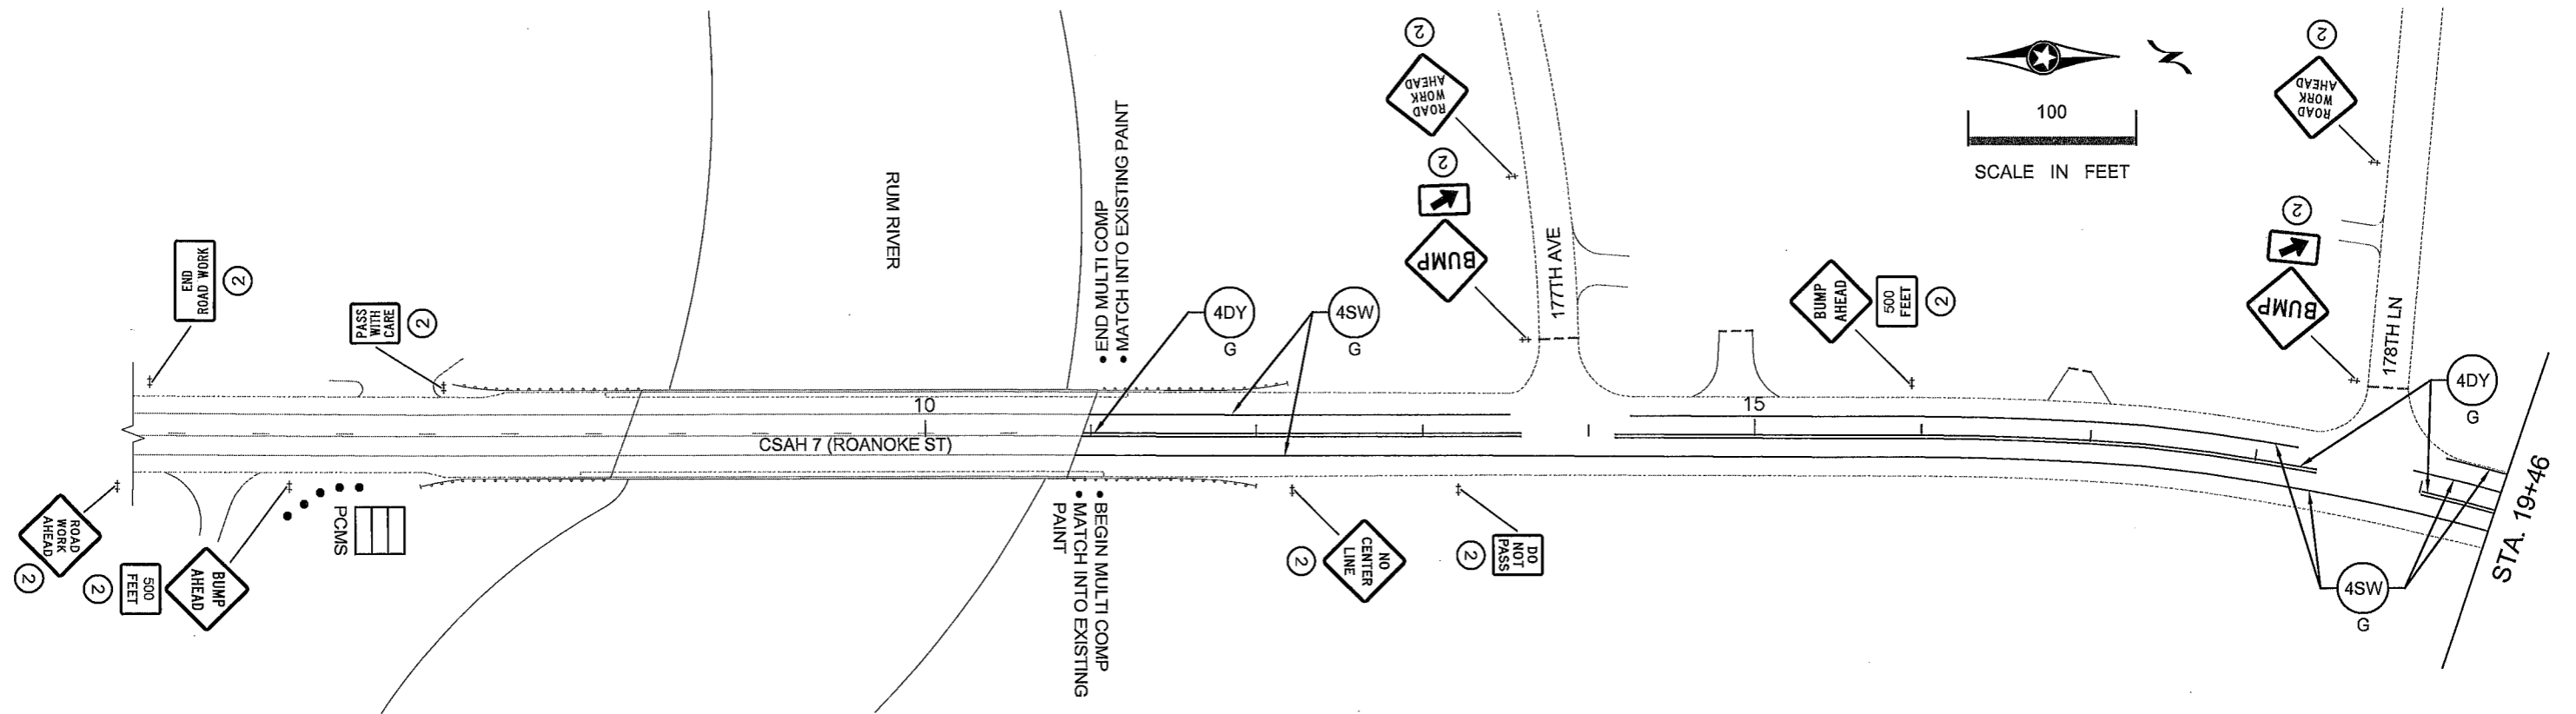 END
ROAD WORK
2
PASS
WITH
CARE
2
RUM RIVER
• END MULTI COMP
• MATCH INTO EXISTING PAINT
4DY
G
4SW
G
2
ROAD
WORK
AHEAD
2
BUMP
177TH AVE
BUMP
AHEAD
500
FEET
2
100
SCALE IN FEET
2
ROAD
WORK
AHEAD
2
BUMP
178TH LN
4DY
G
10
15
CSAH 7 (ROANOKE ST)
ROAD
WORK
AHEAD
2
2
500
FEET
BUMP
AHEAD
PCMS
• BEGIN MULTI COMP
• MATCH INTO EXISTING
PAINT
2
NO
CENTER
LINE
2
DO
NOT
PASS
4SW
G
STA. 19+46